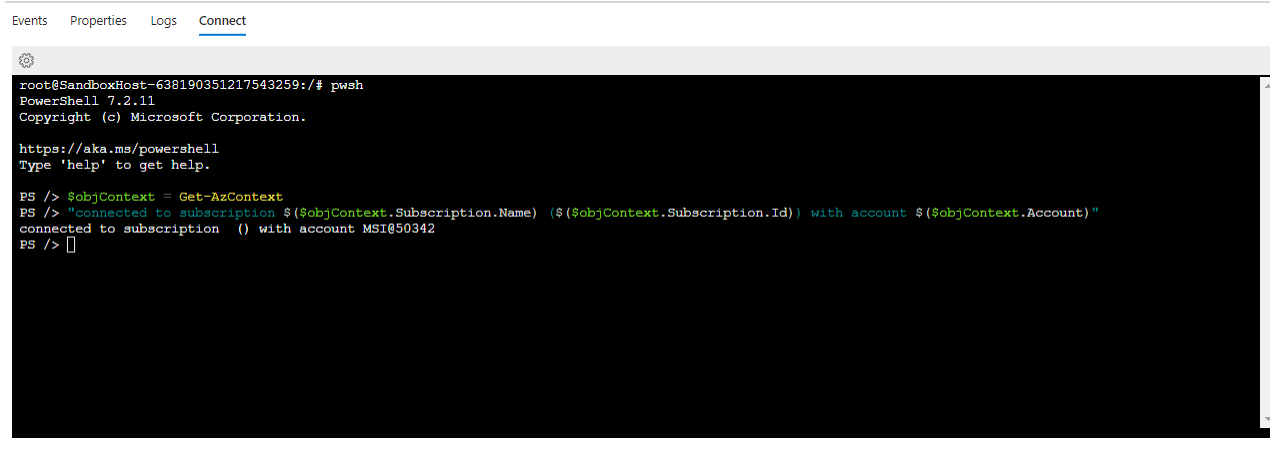 Events Properties Logs Connect
root@SandboxHost-638190351217543259:/# pwsh
PowerShell 7.2.11
Copyright (c) Microsoft Corporation.
https://aka.ms/powershell
Type 'help' to get help.
PS /> $objContext = Get-AzContext
PS /> "connected to subscription $($objContext.Subscription.Name) ($($objContext.Subscription.Id)) with account $($objContext.Account)"
connected to subscription  () with account MSI@50342
PS />